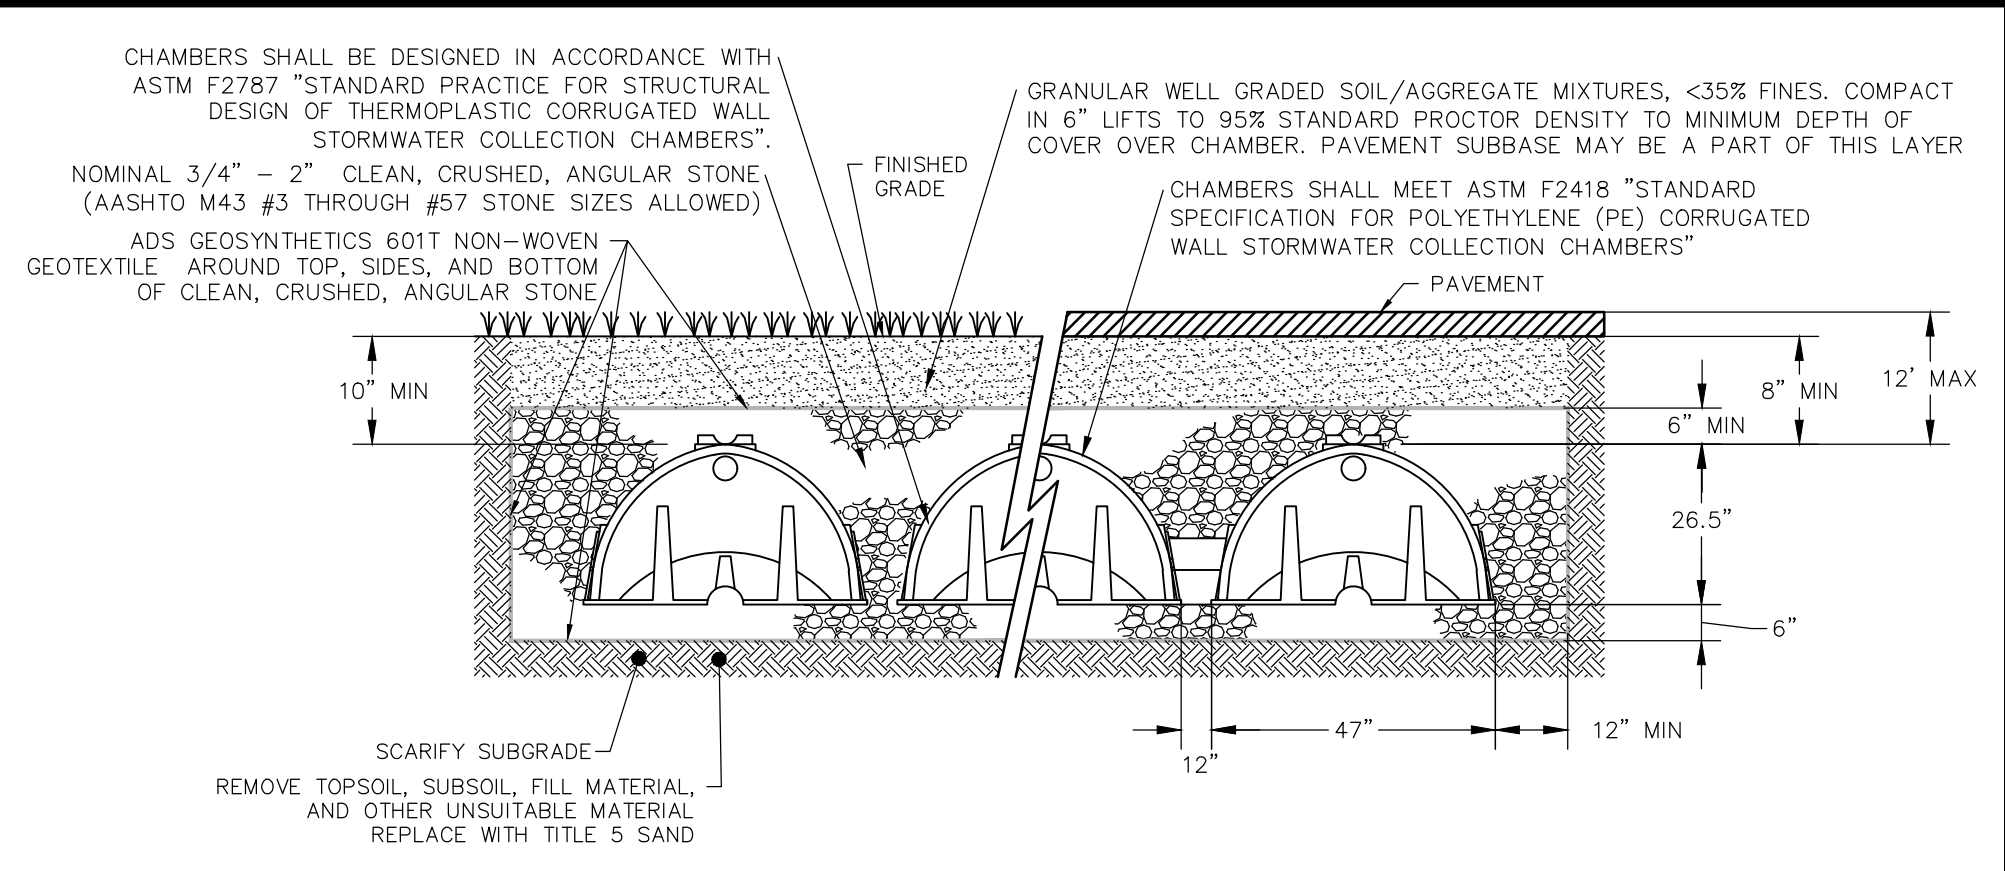 CHAMBERS SHALL BE DESIGNED IN ACCORDANCE WITH
ASTM F2787 "STANDARD PRACTICE FOR STRUCTURAL
DESIGN OF THERMOPLASTIC CORRUGATED WALL
STORMWATER COLLECTION CHAMBERS".
NOMINAL 3/4" – 2" CLEAN, CRUSHED, ANGULAR STONE
(AASHTO M43 #3 THROUGH #57 STONE SIZES ALLOWED)
ADS GEOSYNTHETICS 601T NON–WOVEN
GEOTEXTILE AROUND TOP, SIDES, AND BOTTOM
OF CLEAN, CRUSHED, ANGULAR STONE
FINISHED
GRADE
GRANULAR WELL GRADED SOIL/AGGREGATE MIXTURES, <35% FINES. COMPACT
IN 6" LIFTS TO 95% STANDARD PROCTOR DENSITY TO MINIMUM DEPTH OF
COVER OVER CHAMBER. PAVEMENT SUBBASE MAY BE A PART OF THIS LAYER
CHAMBERS SHALL MEET ASTM F2418 "STANDARD
SPECIFICATION FOR POLYETHYLENE (PE) CORRUGATED
WALL STORMWATER COLLECTION CHAMBERS"
PAVEMENT
10" MIN
8" MIN
12' MAX
6" MIN
26.5"
6"
47"
12" MIN
12"
SCARIFY SUBGRADE
REMOVE TOPSOIL, SUBSOIL, FILL MATERIAL,
AND OTHER UNSUITABLE MATERIAL
REPLACE WITH TITLE 5 SAND